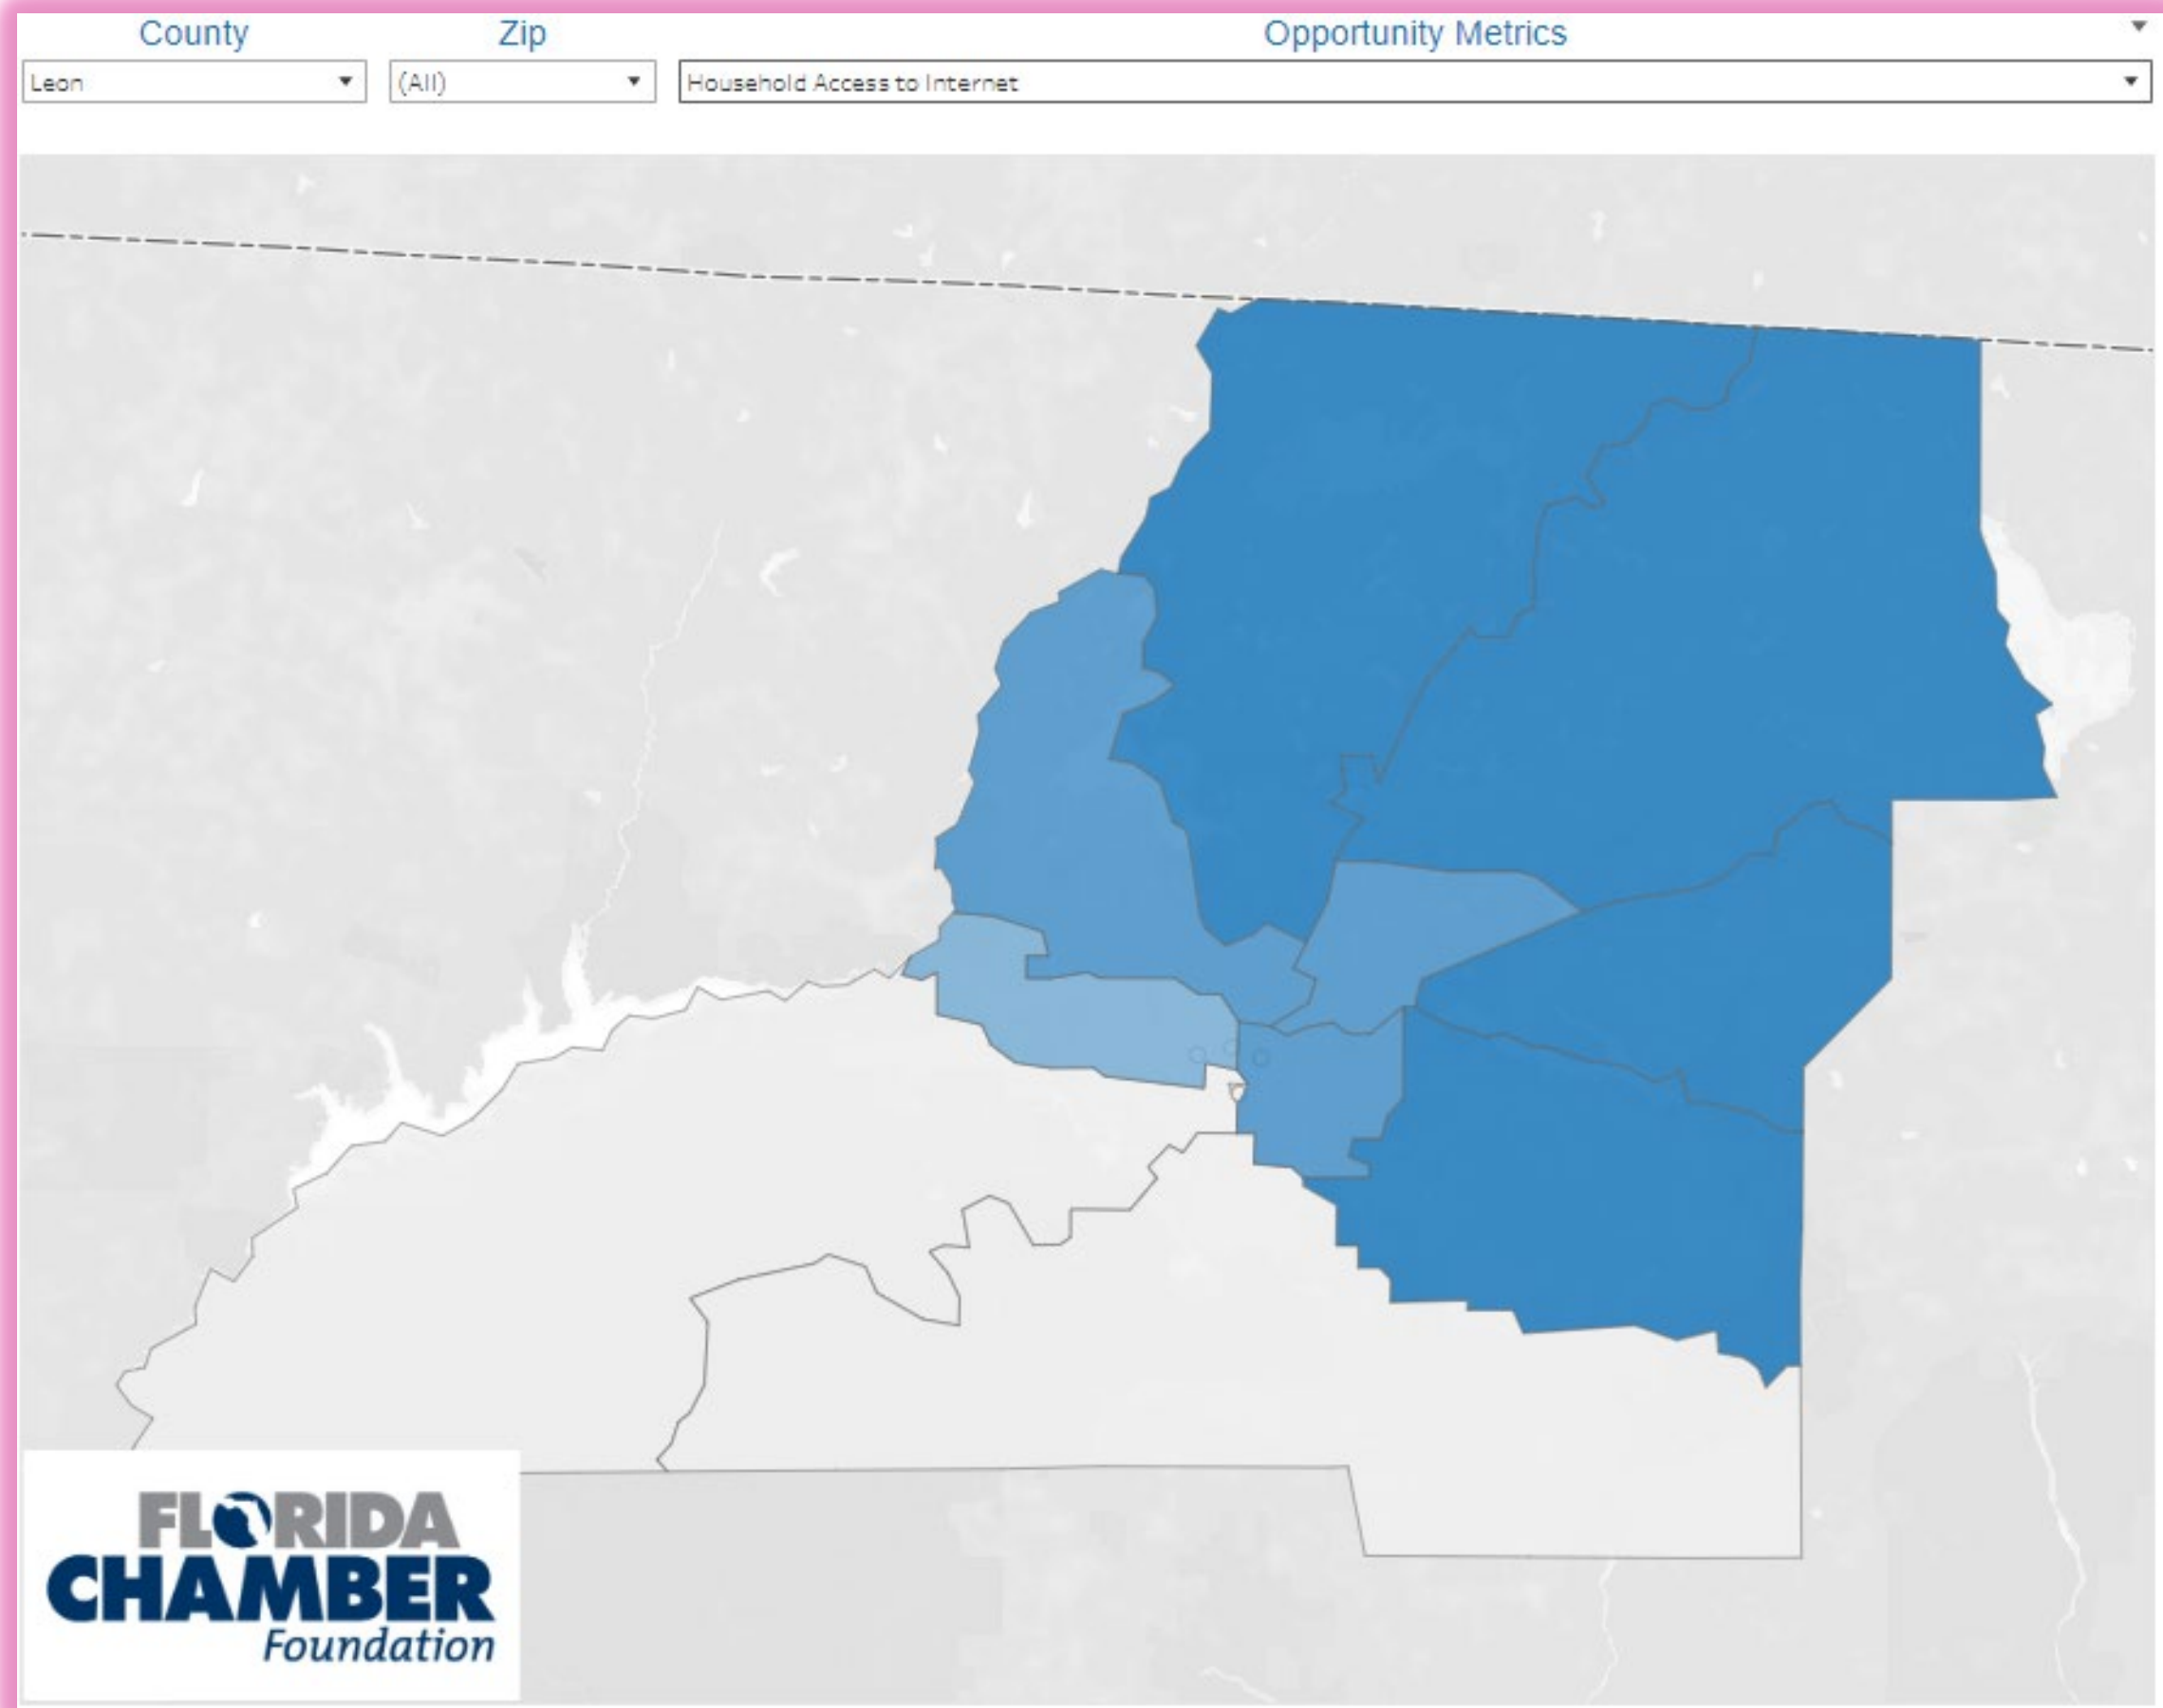 County Zip Opportunity Metrics
Leon (All) Household Access to Internet
FLORIDA
CHAMBER
Foundation